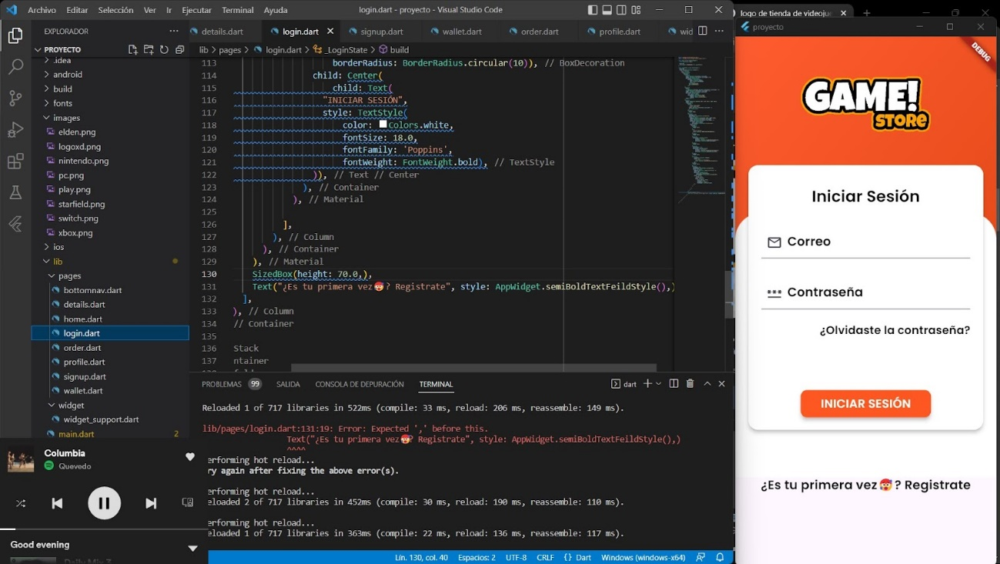 Archivo Editar Selección Ver Ir Ejecutar Terminal Ayuda
login.dart - proyecto - Visual Studio Code
EXPLORADOR
PROYECTO
.idea
android
build
fonts
images
elden.png
logoxd.png
nintendo.png
pc.png
play.png
starfield.png
switch.png
xbox.png
ios
lib
pages
bottomnav.dart
details.dart
home.dart
login.dart
order.dart
profile.dart
signup.dart
wallet.dart
widget
widget_support.dart
main.dart 2
details.dart login.dart signup.dart wallet.dart order.dart profile.dart wid
lib > pages > login.dart > _LoginState > build
113 borderRadius: BorderRadius.circular(10)), // BoxDecoration
114 child: Center(
115 child: Text(
116 "INICIAR SESIÓN",
117 style: TextStyle(
118 color: Colors.white,
119 fontSize: 18.0,
120 fontFamily: 'Poppins',
121 fontWeight: FontWeight.bold), // TextStyle
122 )), // Text // Center
123 ), // Container
124 ), // Material
125
126 ],
127 ), // Column
128 ), // Container
129 ), // Material
130 SizedBox(height: 70.0,),
131 Text("¿Es tu primera vez🥵? Registrate", style: AppWidget.semiBoldTextFeildStyle(),)
132 ],
133 ), // Column
134 // Container
135
136 Stack
137 ntainer
PROBLEMAS 99 SALIDA CONSOLA DE DEPURACIÓN TERMINAL
dart
Reloaded 1 of 717 libraries in 522ms (compile: 33 ms, reload: 206 ms, reassemble: 149 ms).
lib/pages/login.dart:131:19: Error: Expected ',' before this.
Text("¿Es tu primera vez🥵? Registrate", style: AppWidget.semiBoldTextFeildStyle(),)
^^^^
erforming hot reload...
ry again after fixing the above error(s).
erforming hot reload...
eloaded 2 of 717 libraries in 452ms (compile: 30 ms, reload: 190 ms, reassemble: 110 ms).
erforming hot reload...
eloaded 1 of 717 libraries in 363ms (compile: 22 ms, reload: 136 ms, reassemble: 117 ms).
Lín. 130, col. 40 Espacios: 2 UTF-8 CRLF {} Dart Windows (windows-x64)
Columbia
Quevedo
Good evening
Daily Mix 7
logo de tienda de videojue
proyecto
DEBUG
GAME!
STORE
Iniciar Sesión
Correo
*** Contraseña
¿Olvidaste la contraseña?
INICIAR SESIÓN
¿Es tu primera vez🥵? Registrate